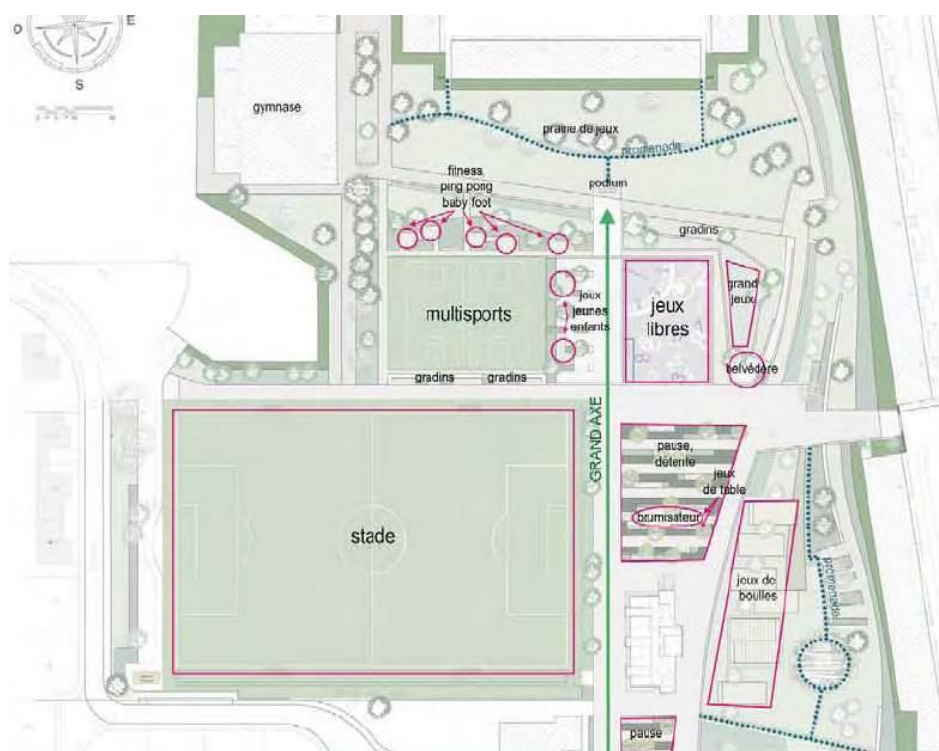 O
E
S
gymnase
prairie de jeux
promenade
fitness
ping pong
baby foot
podium
gradins
multisports
jeux
jeunes
enfants
jeux
libres
grand
jeux
belvédère
gradins
gradins
GRAND AXE
pause,
détente
jeux
de table
brumisateur
stade
jeux de
boulles
promenade
pause